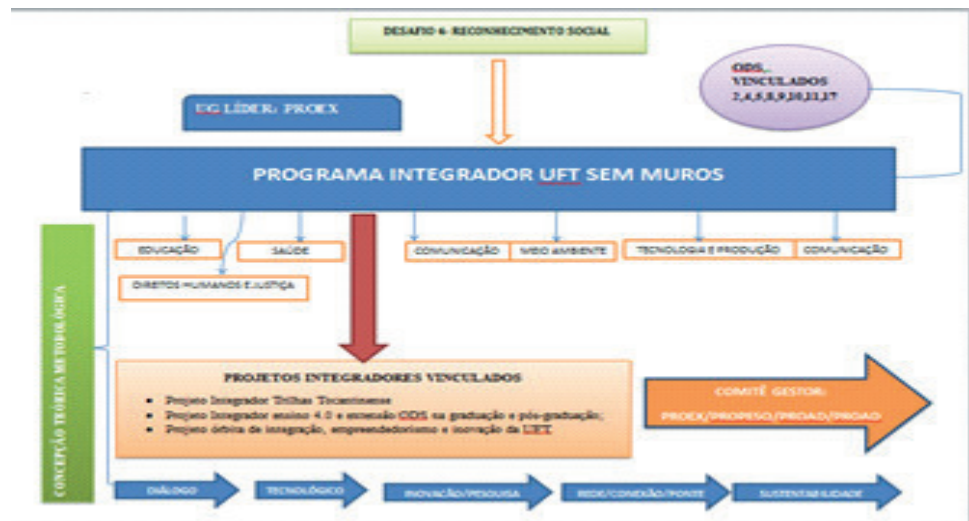 DESAFIO 6- RECONHECIMENTO SOCIAL
ODS,
VINCULADOS
2,4,5,8,9,10,11,17
UG LÍDER: PROEX
PROGRAMA INTEGRADOR UFT SEM MUROS
EDUCAÇÃO
SAÚDE
COMUNICAÇÃO
MEIO AMBIENTE
TECNOLOGIA E PRODUÇÃO
COMUNICAÇÃO
DIREITOS HUMANOS E JUSTIÇA
CONCEPÇÃO TEÓRICA METODOLÓGICA
PROJETOS INTEGRADORES VINCULADOS
• Projeto Integrador Trilhas Tocantinense
• Projeto Integrador ensino 4.0 e extensão ODS na graduação e pós-graduação;
• Projeto órbita de integração, empreendedorismo e inovação da UFT
COMITÊ GESTOR:
PROEX/PROPESQ/PROAD/PROAD
DIÁLOGO
TECNOLÓGICO
INOVAÇÃO/PESQUISA
REDE/CONEXÃO/PONTE
SUSTENTABILIDADE